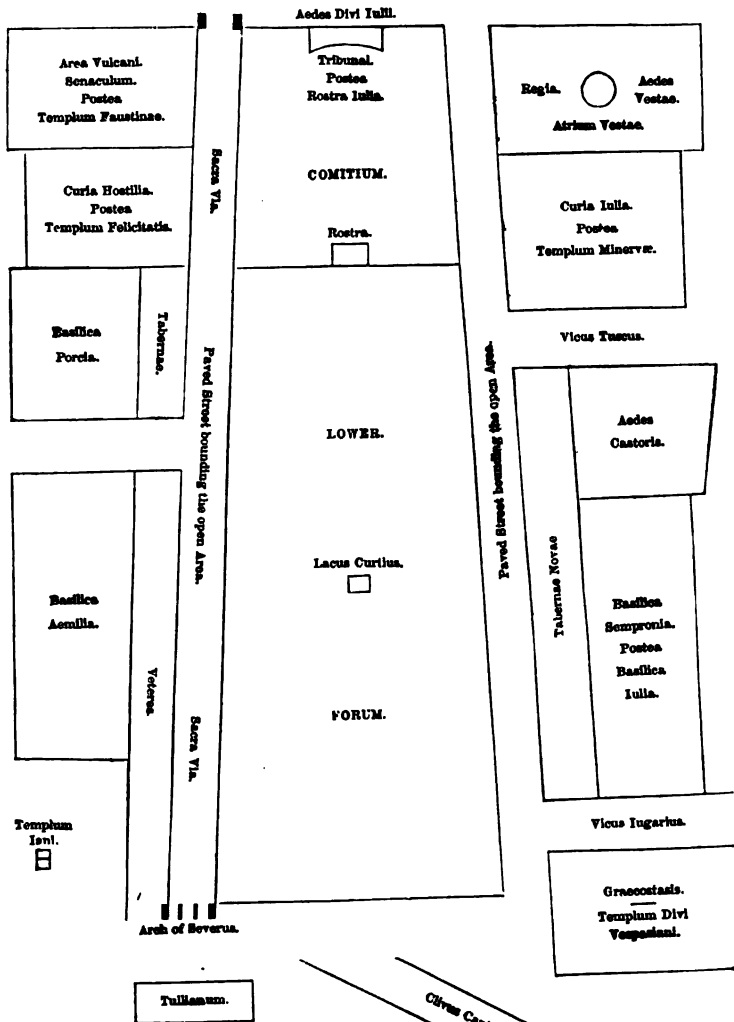 Aedes Divi Iulii.
Area Vulcani.
Senaculum.
Postea
Templum Faustinae.
Tribunal.
Postea
Rostra Iulia.
Regia.
Aedes
Vestae.
Atrium Vestae.
Sacra Via.
COMITIUM.
Curia Hostilia.
Postea
Templum Felicitatis.
Rostra.
Curia Iulia.
Postea
Templum Minervæ.
Basilica
Porcia.
Tabernae.
Vicus Tuscus.
Paved Street bounding the open Area.
LOWER.
Paved Street bounding the open Area.
Aedes
Castoris.
Lacus Curtius.
Tabernae Novae
Basilica
Aemilia.
Veteres.
Basilica
Sempronia.
Postea
Basilica
Iulia.
Sacra Via.
FORUM.
Templum
Iani.
Vicus Iugarius.
Graecostasis.
Templum Divi
Vespasiani.
Arch of Severus.
Tullianum.
Clivus